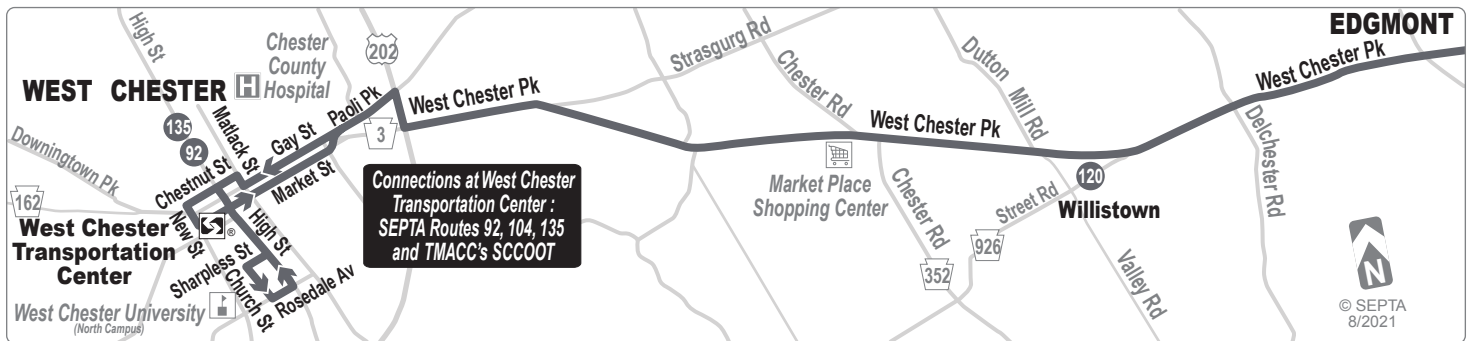 EDGMONT
High St
Chester
County
Hospital
H
202
Strasgurg Rd
Chester Rd
Dutton
Mill Rd
West Chester Pk
WEST CHESTER
135
92
Matlack St
Gay St
Paoli Pk
3
West Chester Pk
West Chester Pk
Delchester Rd
Downingtown Pk
162
Chestnut St
Market St
New St
High St
West Chester
Transportation
Center
®
Sharpless St
Church St
Rosedale Av
West Chester University
(North Campus)
Connections at West Chester
Transportation Center :
SEPTA Routes 92, 104, 135
and TMACC's SCCOOT
Market Place
Shopping Center
Chester Rd
352
926
Street Rd
120
Willistown
Valley Rd
N
© SEPTA
8/2021